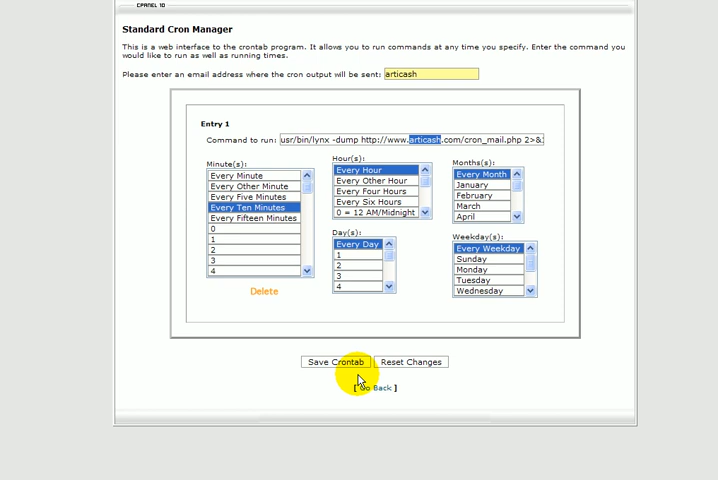 CPANEL 10
Standard Cron Manager
This is a web interface to the crontab program. It allows you to run commands at any time you specify. Enter the command you
would like to run as well as running times.
Please enter an email address where the cron output will be sent: articash
Entry 1
Command to run: usr/bin/lynx -dump http://www.articash.com/cron_mail.php 2>&
Minute(s):
Every Minute
Every Other Minute
Every Five Minutes
Every Ten Minutes
Every Fifteen Minutes
0
1
2
3
4
Delete
Hour(s):
Every Hour
Every Other Hour
Every Four Hours
Every Six Hours
0 = 12 AM/Midnight
Day(s):
Every Day
1
2
3
4
Months(s):
Every Month
January
February
March
April
Weekday(s):
Every Weekday
Sunday
Monday
Tuesday
Wednesday
Save Crontab Reset Changes
[ Go Back ]